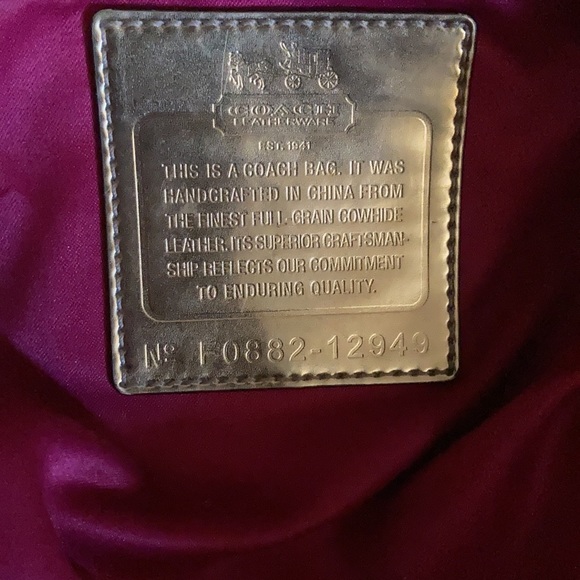 COACH
LEATHERWARE
EST. 1941
THIS IS A COACH BAG. IT WAS
HANDCRAFTED IN CHINA FROM
THE FINEST FULL GRAIN COWHIDE
LEATHER. ITS SUPERIOR CRAFTSMAN-
SHIP REFLECTS OUR COMMITMENT
TO ENDURING QUALITY.
Nº F0882-12949